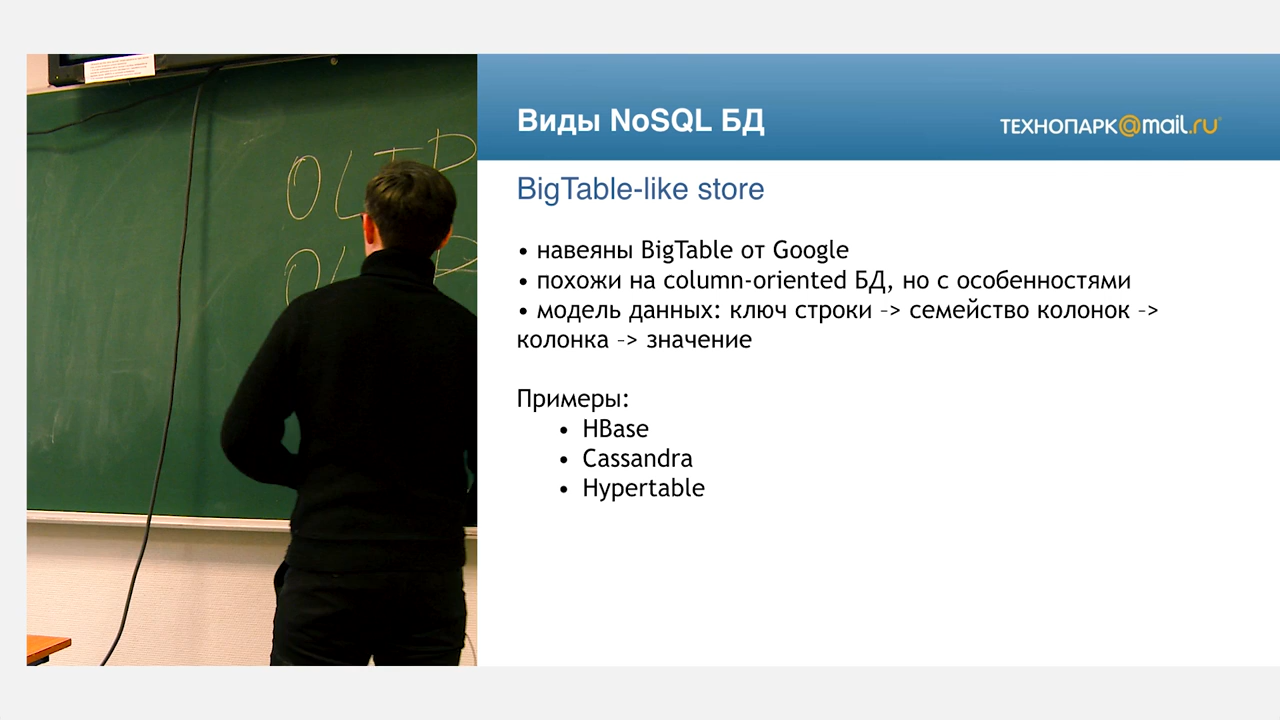 Виды NoSQL БД
ТЕХНОПАРК@mail.ru
BigTable-like store
• навеяны BigTable от Google
• похожи на column-oriented БД, но с особенностями
• модель данных: ключ строки –> семейство колонок –>
колонка –> значение
Примеры:
• HBase
• Cassandra
• Hypertable